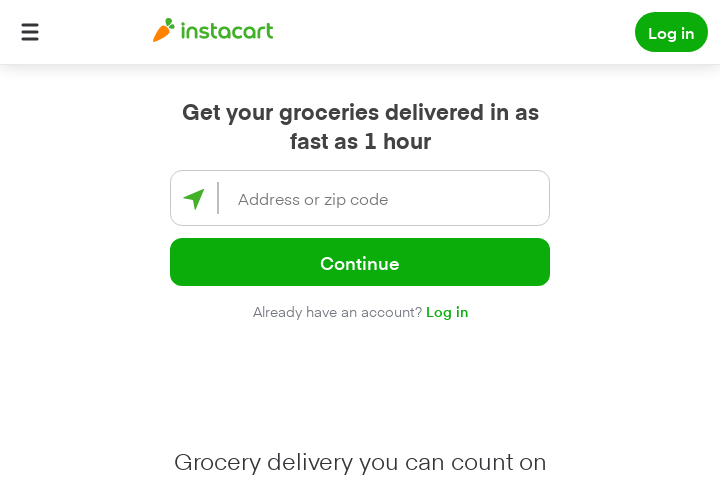 instacart
Log in
Get your groceries delivered in as
fast as 1 hour
Address or zip code
Continue
Already have an account? Log in
Grocery delivery you can count on